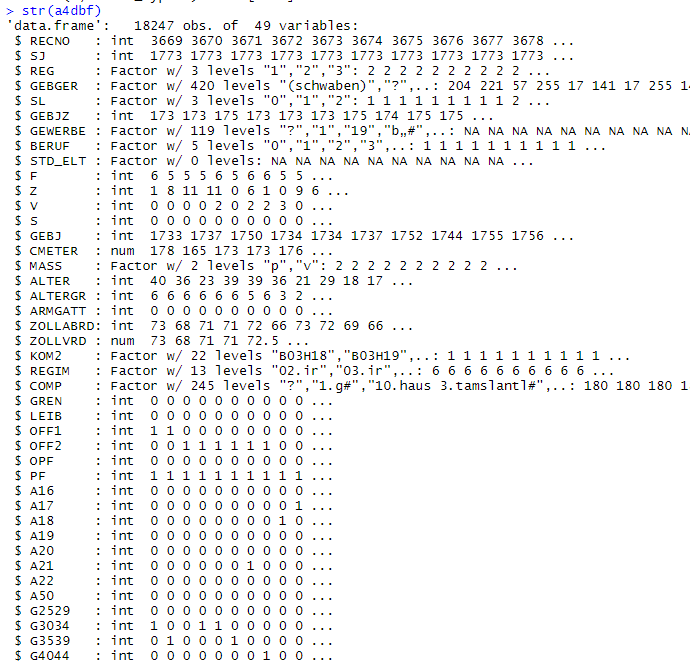 > str(a4dbf)
'data.frame':   18247 obs. of  49 variables:
 $ RECNO   : int  3669 3670 3671 3672 3673 3674 3675 3676 3677 3678 ...
 $ SJ      : int  1773 1773 1773 1773 1773 1773 1773 1773 1773 1773 ...
 $ REG     : Factor w/ 3 levels "1","2","3": 2 2 2 2 2 2 2 2 2 2 ...
 $ GEBGER  : Factor w/ 420 levels "(schwaben)","?",..: 204 221 57 255 17 141 17 255 14
 $ SL      : Factor w/ 3 levels "0","1","2": 1 1 1 1 1 1 1 1 1 2 ...
 $ GEBJZ   : int  173 173 175 173 173 173 175 174 175 175 ...
 $ GEWERBE : Factor w/ 119 levels "?","1","19","b„#",..: NA NA NA NA NA NA NA NA NA N
 $ BERUF   : Factor w/ 5 levels "0","1","2","3",..: 1 1 1 1 1 1 1 1 1 1 ...
 $ STD_ELT : Factor w/ 0 levels: NA NA NA NA NA NA NA NA NA NA ...
 $ F       : int  6 5 5 5 6 5 6 6 5 5 ...
 $ Z       : int  1 8 11 11 0 6 1 0 9 6 ...
 $ V       : int  0 0 0 0 2 0 2 2 3 0 ...
 $ S       : int  0 0 0 0 0 0 0 0 0 0 ...
 $ GEBJ    : int  1733 1737 1750 1734 1734 1737 1752 1744 1755 1756 ...
 $ CMETER  : num  178 165 173 173 176 ...
 $ MASS    : Factor w/ 2 levels "p","v": 2 2 2 2 2 2 2 2 2 2 ...
 $ ALTER   : int  40 36 23 39 39 36 21 29 18 17 ...
 $ ALTERGR : int  6 6 6 6 6 6 5 6 3 2 ...
 $ ARMGATT : int  0 0 0 0 0 0 0 0 0 0 ...
 $ ZOLLABRD: int  73 68 71 71 72 66 73 72 69 66 ...
 $ ZOLLVRD : num  73 68 71 71 72.5 ...
 $ KOM2    : Factor w/ 22 levels "B03H18","B03H19",..: 1 1 1 1 1 1 1 1 1 1 ...
 $ REGIM   : Factor w/ 13 levels "02.ir","03.ir",..: 6 6 6 6 6 6 6 6 6 6 ...
 $ COMP    : Factor w/ 245 levels "?","1.g#","10.haus 3.tamslantl#",..: 180 180 180 1
 $ GREN    : int  0 0 0 0 0 0 0 0 0 0 ...
 $ LEIB    : int  0 0 0 0 0 0 0 0 0 0 ...
 $ OFF1    : int  1 1 0 0 0 0 0 0 0 0 ...
 $ OFF2    : int  0 0 1 1 1 1 1 1 0 0 ...
 $ OPF     : int  0 0 0 0 0 0 0 0 0 0 ...
 $ PF      : int  1 1 1 1 1 1 1 1 1 1 ...
 $ A16     : int  0 0 0 0 0 0 0 0 0 0 ...
 $ A17     : int  0 0 0 0 0 0 0 0 0 1 ...
 $ A18     : int  0 0 0 0 0 0 0 0 1 0 ...
 $ A19     : int  0 0 0 0 0 0 0 0 0 0 ...
 $ A20     : int  0 0 0 0 0 0 0 0 0 0 ...
 $ A21     : int  0 0 0 0 0 0 1 0 0 0 ...
 $ A22     : int  0 0 0 0 0 0 0 0 0 0 ...
 $ A50     : int  0 0 0 0 0 0 0 0 0 0 ...
 $ G2529   : int  0 0 0 0 0 0 0 0 0 0 ...
 $ G3034   : int  1 0 0 1 1 0 0 0 0 0 ...
 $ G3539   : int  0 1 0 0 0 1 0 0 0 0 ...
 $ G4044   : int  0 0 0 0 0 0 0 1 0 0 ...